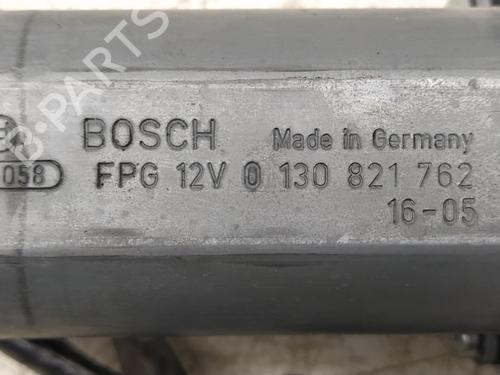 B-PARTS
BOSCH Made in Germany
058 FPG 12V 0 130 821 762
16-05